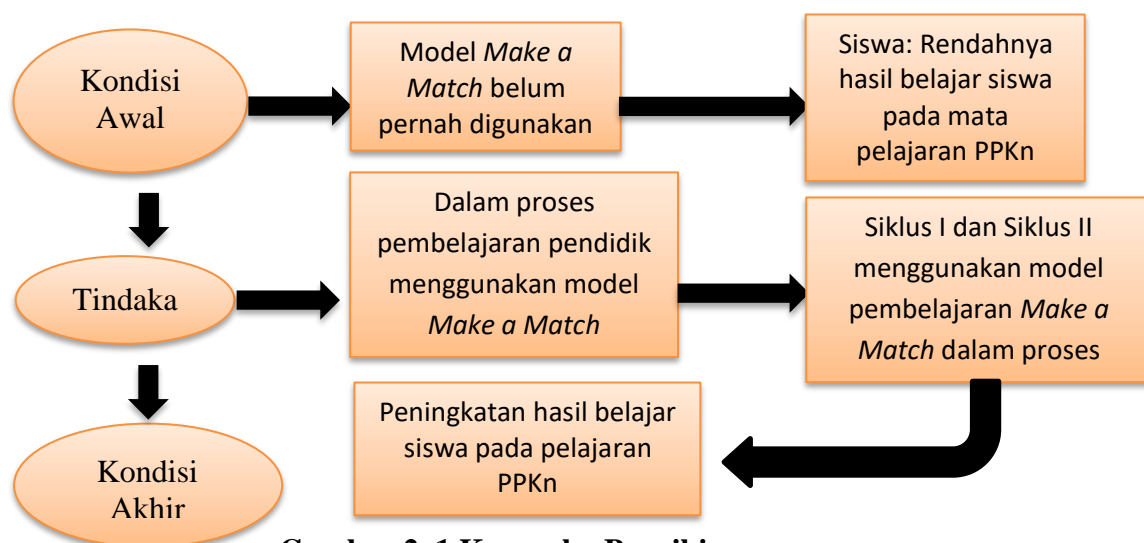 Kondisi
Awal
Model Make a
Match belum
pernah digunakan
Siswa: Rendahnya
hasil belajar siswa
pada mata
pelajaran PPKn
Tindaka
Dalam proses
pembelajaran pendidik
menggunakan model
Make a Match
Siklus I dan Siklus II
menggunakan model
pembelajaran Make a
Match dalam proses
Kondisi
Akhir
Peningkatan hasil belajar
siswa pada pelajaran
PPKn
2. 1